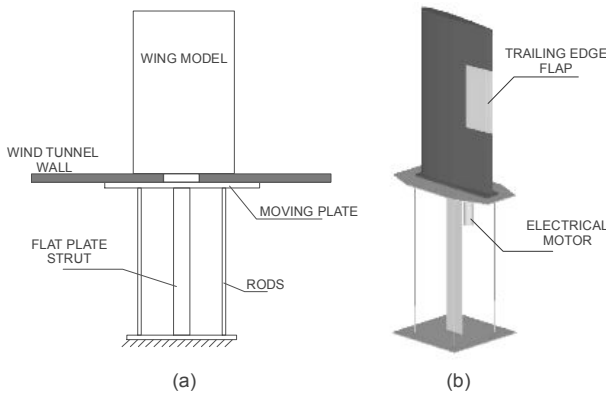 WING MODEL
WIND TUNNEL
WALL
MOVING PLATE
FLAT PLATE
STRUT
RODS
(a)
TRAILING EDGE
FLAP
ELECTRICAL
MOTOR
(b)